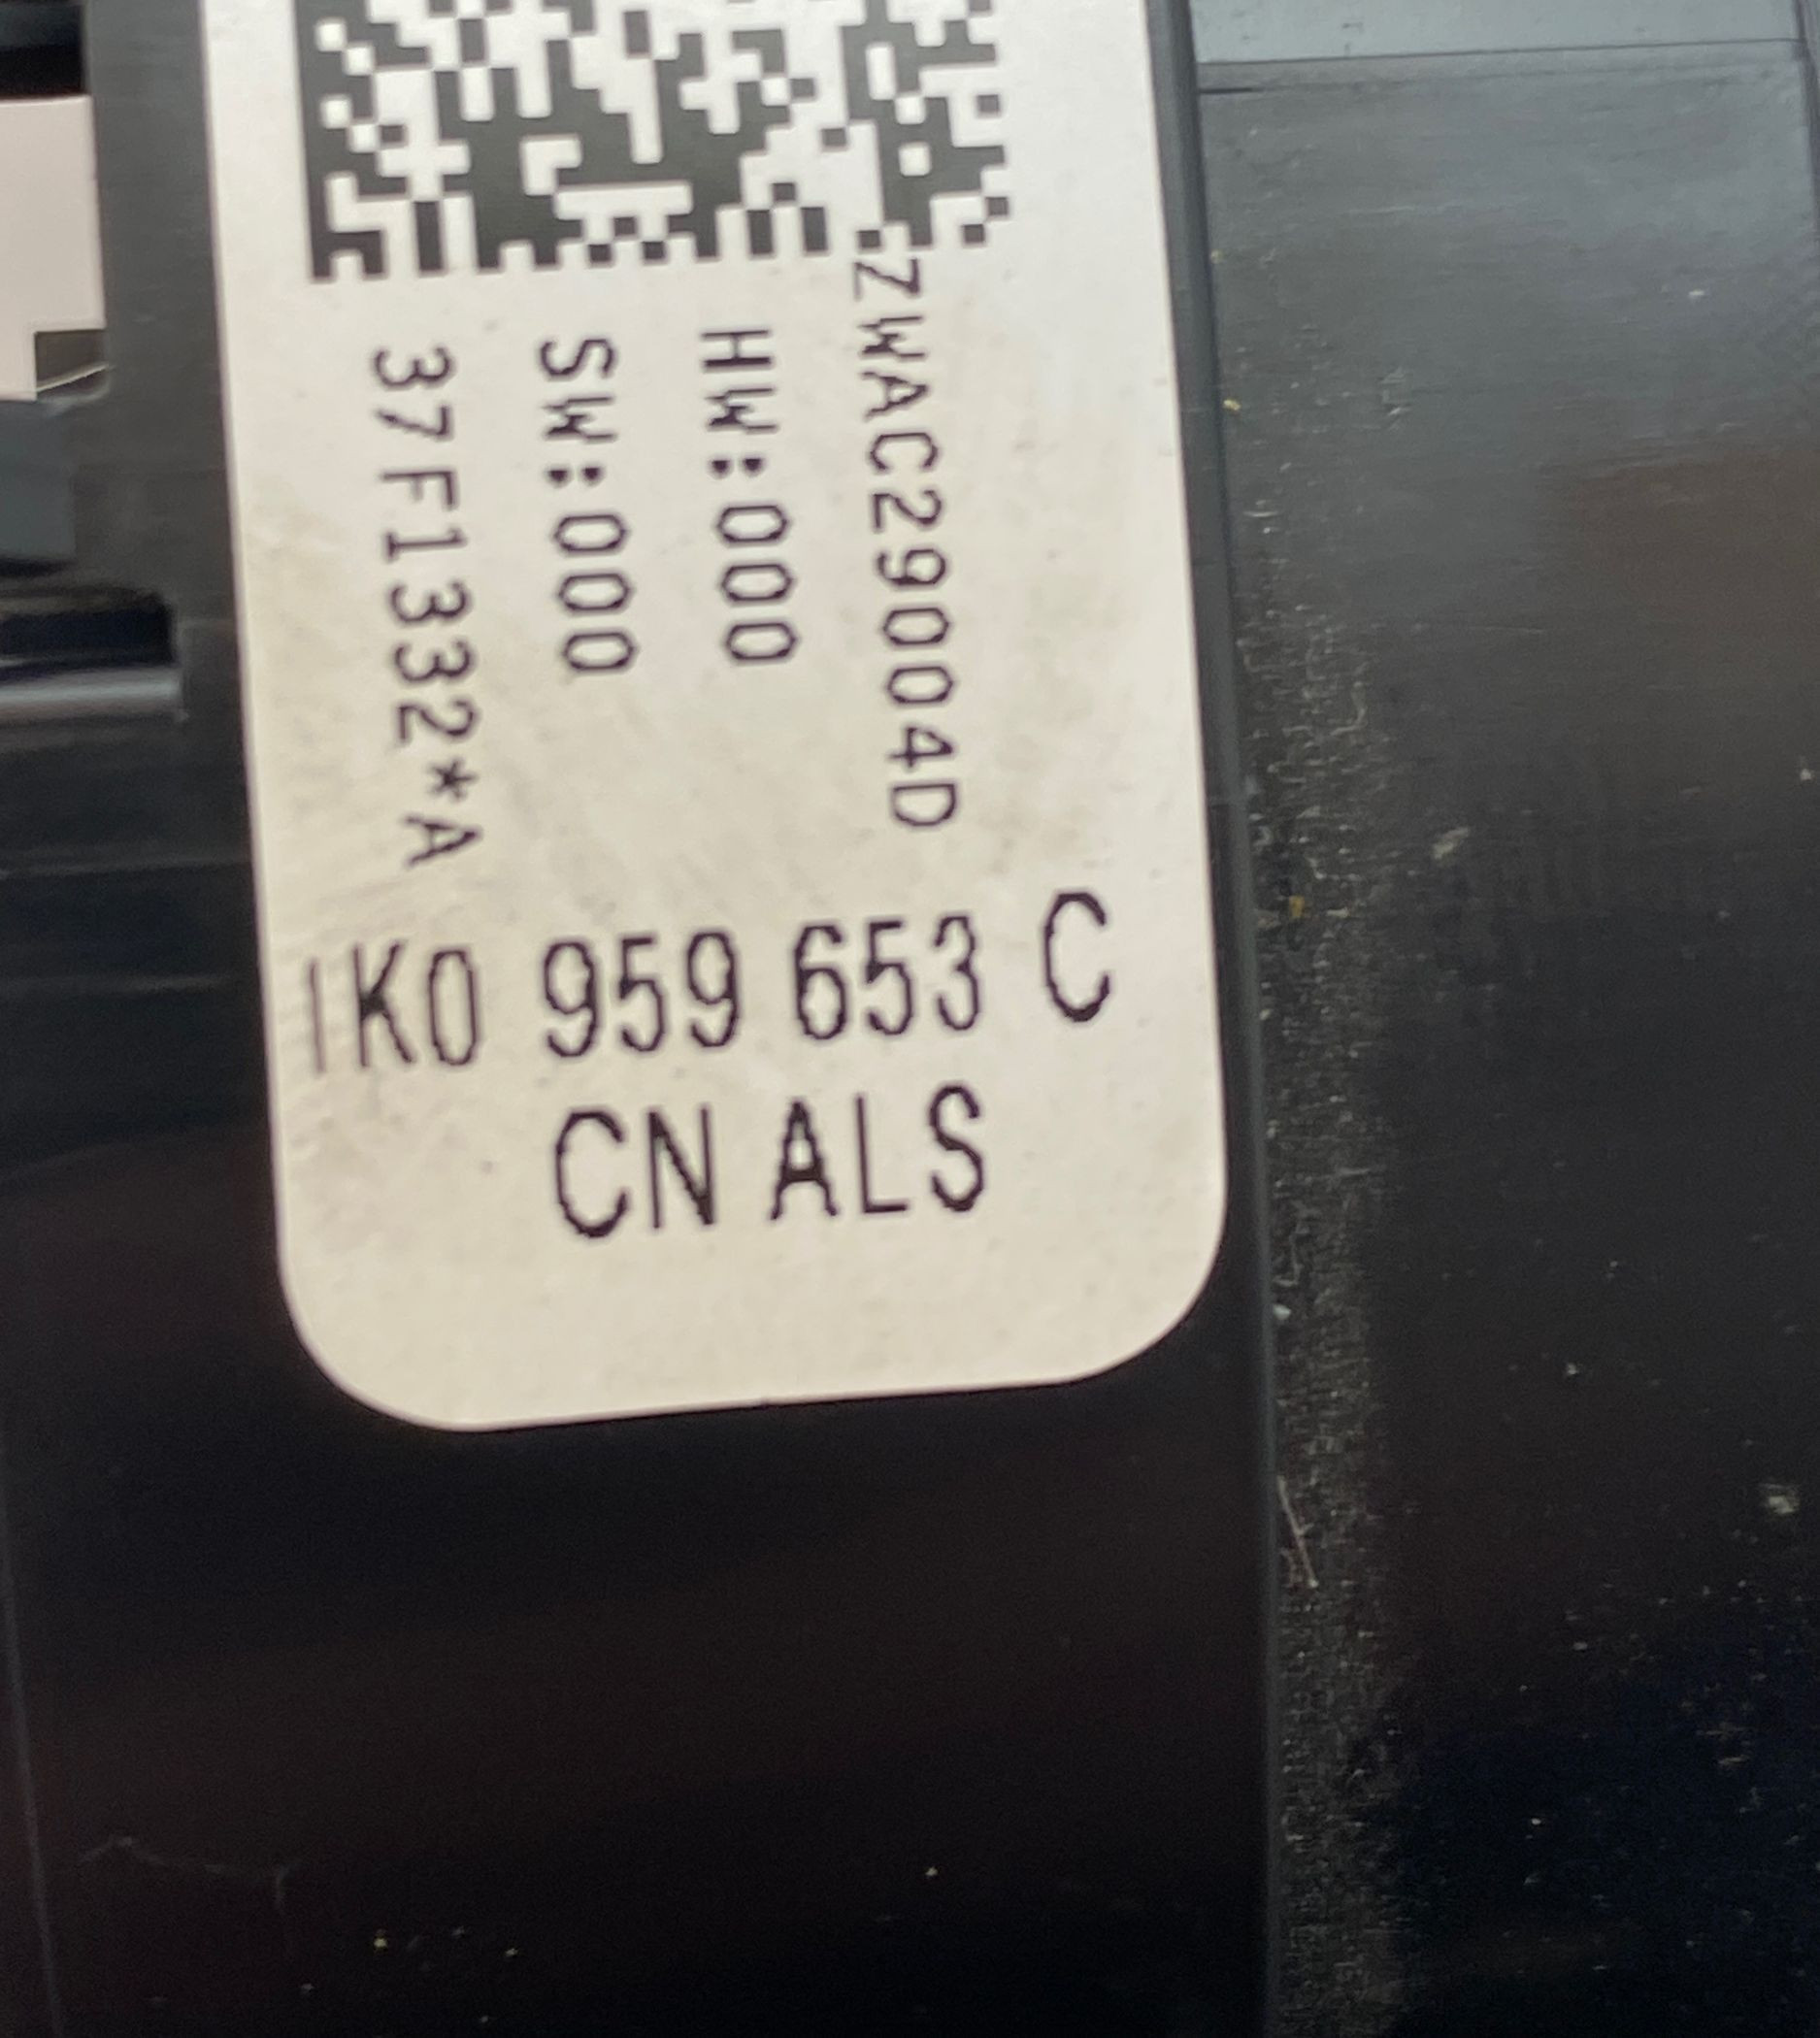 ZWAC29004D
HW:000
SW:000
37F1332*A
1K0 959 653 C
CN ALS